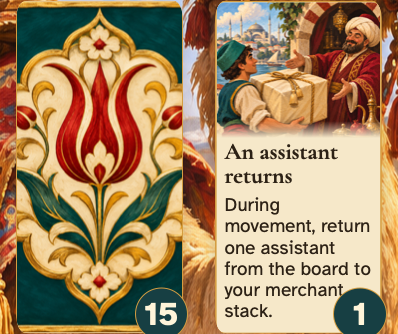 An assistant
returns
During
movement, return
one assistant
from the board to
your merchant
stack.
15
1